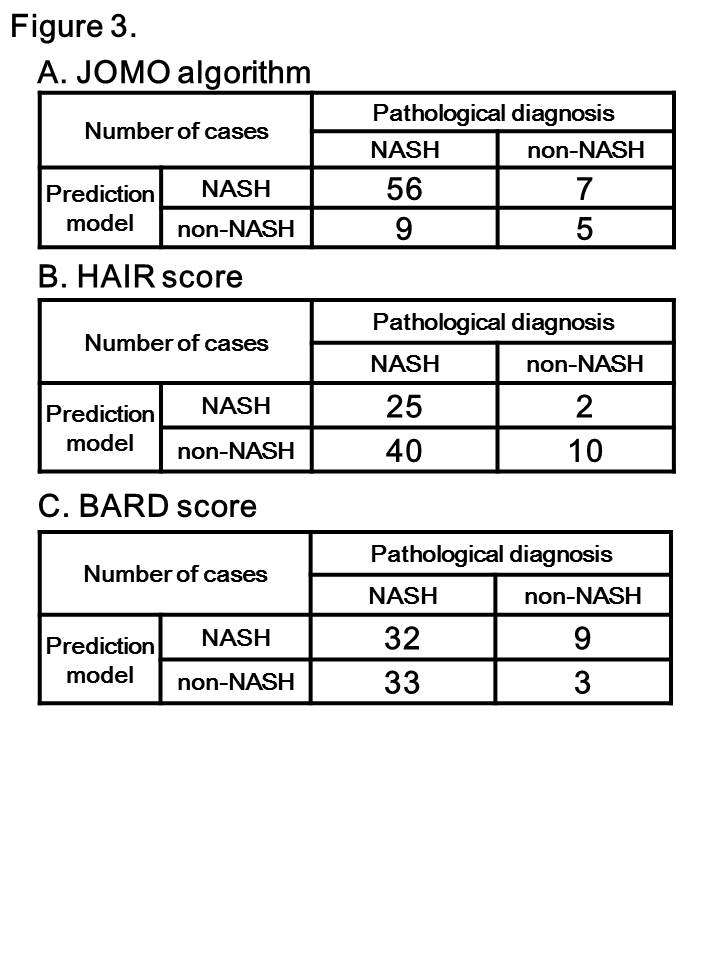 Figure 3.
A. JOMO algorithm
Number of cases
Pathological diagnosis
NASH non-NASH
Prediction model
NASH 56 7
non-NASH 9 5
B. HAIR score
Number of cases
Pathological diagnosis
NASH non-NASH
Prediction model
NASH 25 2
non-NASH 40 10
C. BARD score
Number of cases
Pathological diagnosis
NASH non-NASH
Prediction model
NASH 32 9
non-NASH 33 3